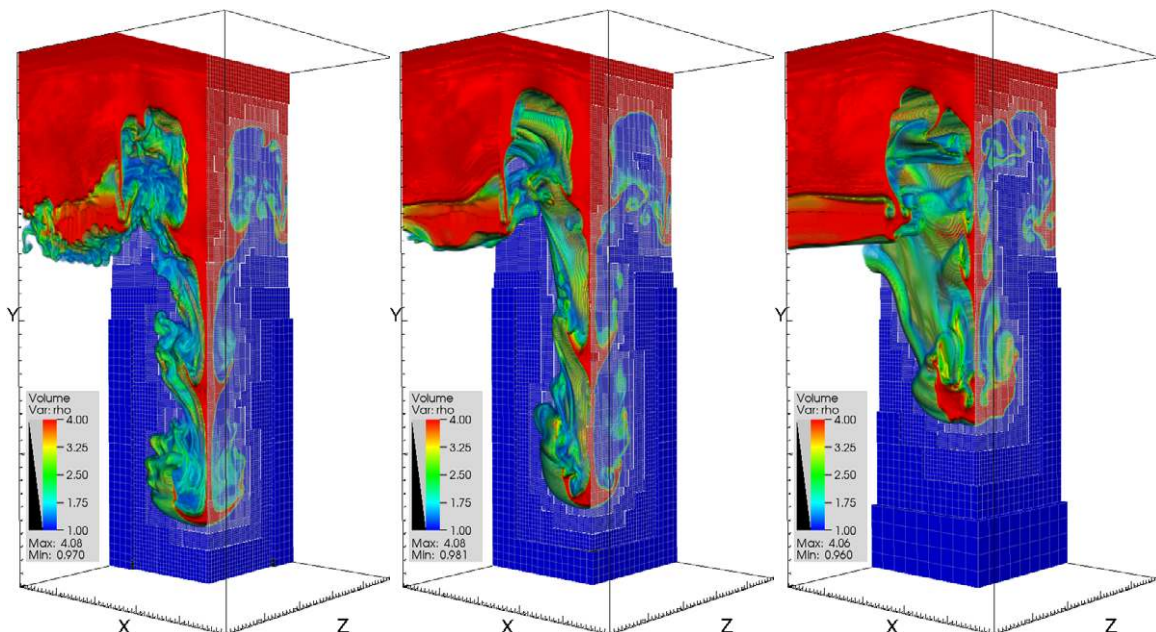 Y
Volume
Var: rho
4.00
3.25
2.50
1.75
1.00
Max: 4.08
Min: 0.970
X
Z
Y
Volume
Var: rho
4.00
3.25
2.50
1.75
1.00
Max: 4.08
Min: 0.981
X
Z
Y
Volume
Var: rho
4.00
3.25
2.50
1.75
1.00
Max: 4.06
Min: 0.960
X
Z